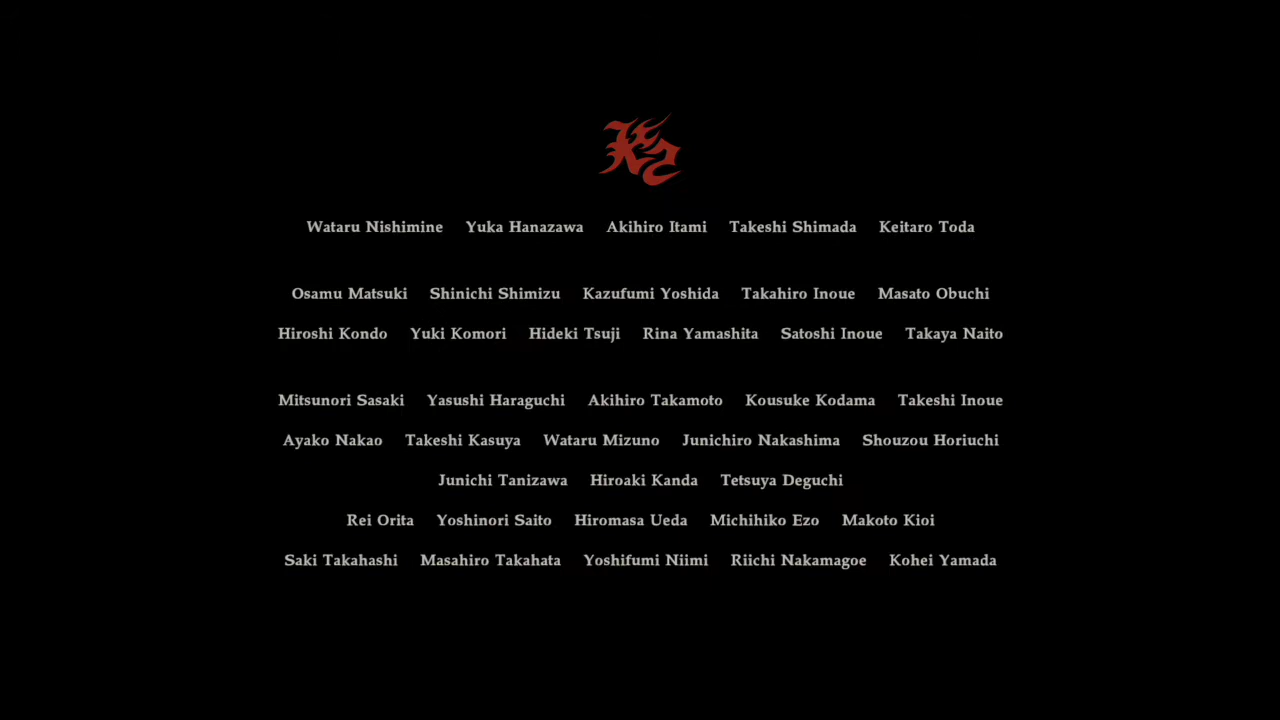 K2
Wataru Nishimine Yuka Hanazawa Akihiro Itami Takeshi Shimada Keitaro Toda
Osamu Matsuki Shinichi Shimizu Kazufumi Yoshida Takahiro Inoue Masato Obuchi
Hiroshi Kondo Yuki Komori Hideki Tsuji Rina Yamashita Satoshi Inoue Takaya Naito
Mitsunori Sasaki Yasushi Haraguchi Akihiro Takamoto Kousuke Kodama Takeshi Inoue
Ayako Nakao Takeshi Kasuya Wataru Mizuno Junichiro Nakashima Shouzou Horiuchi
Junichi Tanizawa Hiroaki Kanda Tetsuya Deguchi
Rei Orita Yoshinori Saito Hiromasa Ueda Michihiko Ezo Makoto Kioi
Saki Takahashi Masahiro Takahata Yoshifumi Niimi Riichi Nakamagoe Kohei Yamada